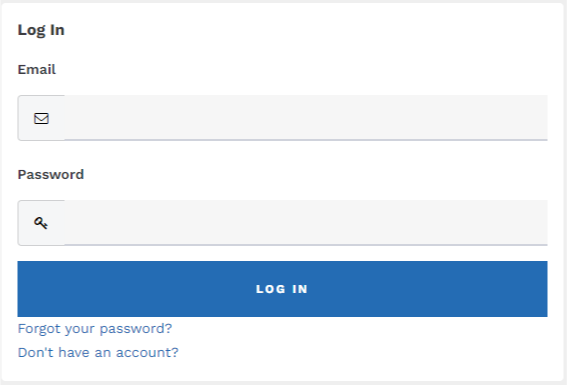 Log In
Email
Password
LOG IN
Forgot your password?
Don't have an account?